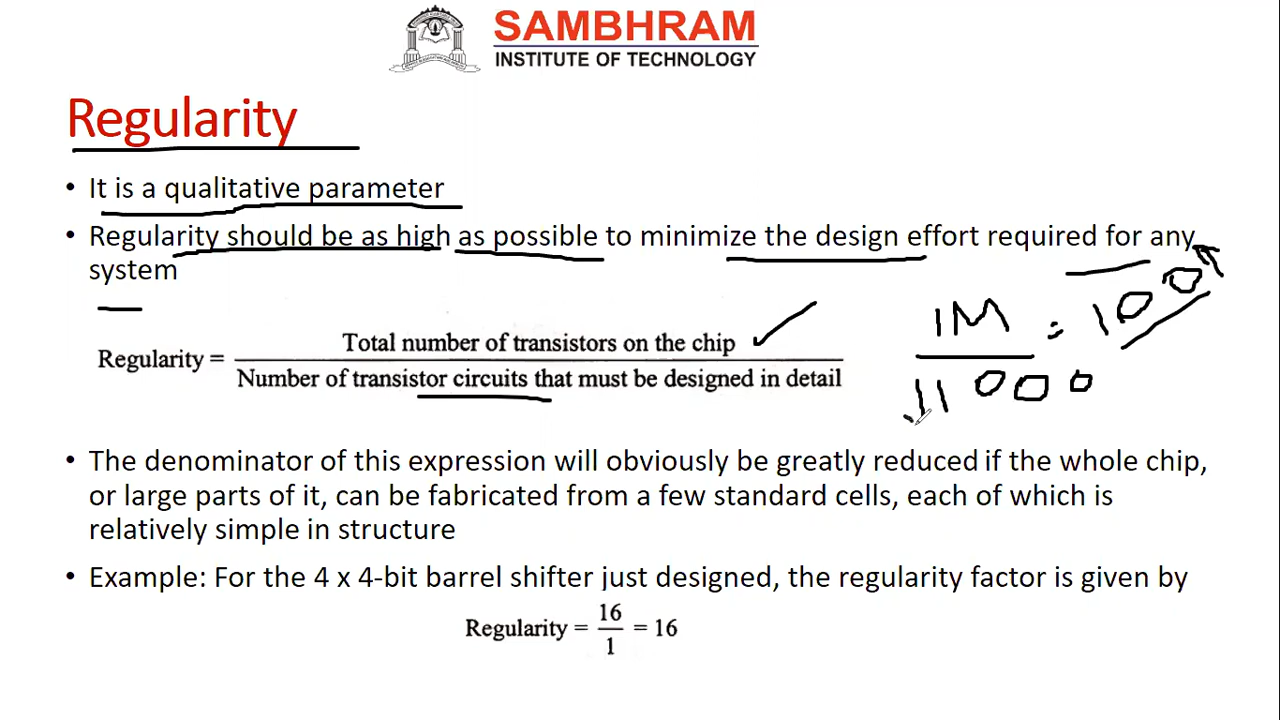 SAMBHRAM
INSTITUTE OF TECHNOLOGY
Regularity
• It is a qualitative parameter
• Regularity should be as high as possible to minimize the design effort required for any
system
Regularity = Total number of transistors on the chip
Number of transistor circuits that must be designed in detail
1M = 100
000
• The denominator of this expression will obviously be greatly reduced if the whole chip,
or large parts of it, can be fabricated from a few standard cells, each of which is
relatively simple in structure
• Example: For the 4 x 4-bit barrel shifter just designed, the regularity factor is given by
Regularity = 16/1 = 16